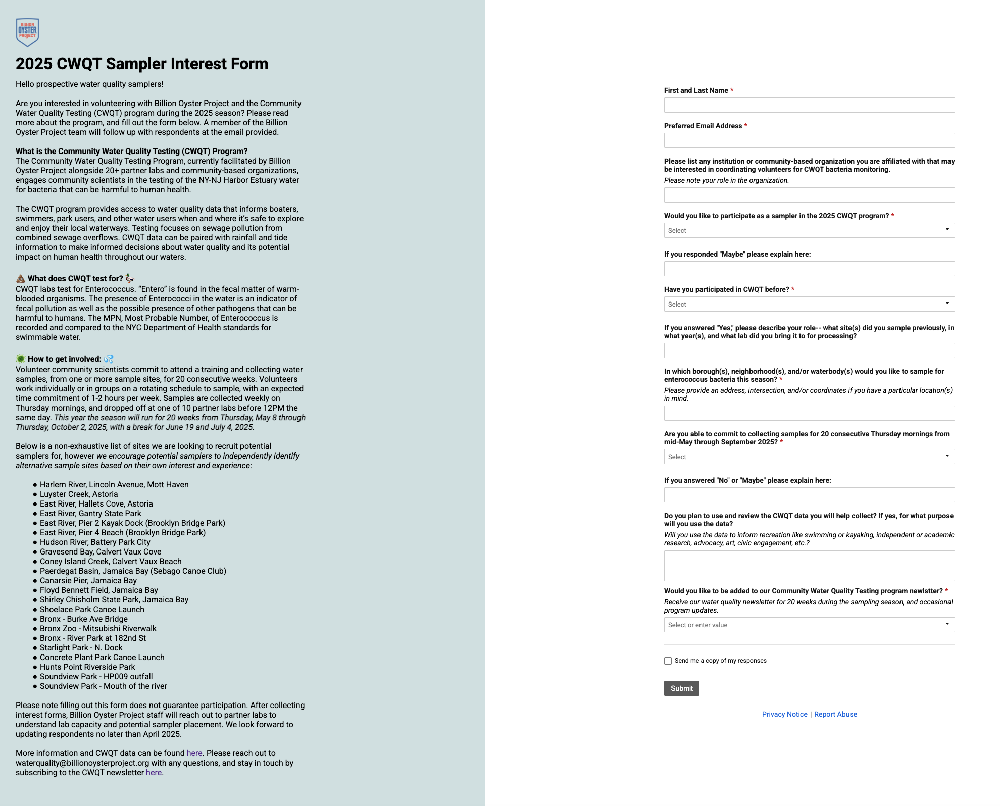 BILLION
OYSTER
PROJECT
2025 CWQT Sampler Interest Form
Hello prospective water quality samplers!
Are you interested in volunteering with Billion Oyster Project and the Community
Water Quality Testing (CWQT) program during the 2025 season? Please read
more about the program, and fill out the form below. A member of the Billion
Oyster Project team will follow up with respondents at the email provided.
What is the Community Water Quality Testing (CWQT) Program?
The Community Water Quality Testing Program, currently facilitated by Billion
Oyster Project alongside 20+ partner labs and community-based organizations,
engages community scientists in the testing of the NY-NJ Harbor Estuary water
for bacteria that can be harmful to human health.
The CWQT program provides access to water quality data that informs boaters,
swimmers, park users, and other water users when and where it’s safe to explore
and enjoy their local waterways. Testing focuses on sewage pollution from
combined sewage overflows. CWQT data can be paired with rainfall and tide
information to make informed decisions about water quality and its potential
impact on human health throughout our waters.
💩 What does CWQT test for? 🦆
CWQT labs test for Enterococcus. “Entero” is found in the fecal matter of warm-
blooded organisms. The presence of Enterococci in the water is an indicator of
fecal pollution as well as the possible presence of other pathogens that can be
harmful to humans. The MPN, Most Probable Number, of Enterococcus is
recorded and compared to the NYC Department of Health standards for
swimmable water.
🦠 How to get involved: 💦
Volunteer community scientists commit to attend a training and collecting water
samples, from one or more sample sites, for 20 consecutive weeks. Volunteers
work individually or in groups on a rotating schedule to sample, with an expected
time commitment of 1-2 hours per week. Samples are collected weekly on
Thursday mornings, and dropped off at one of 10 partner labs before 12PM the
same day. This year the season will run for 20 weeks from Thursday, May 8 through
Thursday, October 2, 2025, with a break for June 19 and July 4, 2025.
Below is a non-exhaustive list of sites we are looking to recruit potential
samplers for, however we encourage potential samplers to independently identify
alternative sample sites based on their own interest and experience:
● Harlem River, Lincoln Avenue, Mott Haven
● Luyster Creek, Astoria
● East River, Hallets Cove, Astoria
● East River, Gantry State Park
● East River, Pier 2 Kayak Dock (Brooklyn Bridge Park)
● East River, Pier 4 Beach (Brooklyn Bridge Park)
● Hudson River, Battery Park City
● Gravesend Bay, Calvert Vaux Cove
● Coney Island Creek, Calvert Vaux Beach
● Paerdegat Basin, Jamaica Bay (Sebago Canoe Club)
● Canarsie Pier, Jamaica Bay
● Floyd Bennett Field, Jamaica Bay
● Shirley Chisholm State Park, Jamaica Bay
● Shoelace Park Canoe Launch
● Bronx - Burke Ave Bridge
● Bronx Zoo - Mitsubishi Riverwalk
● Bronx - River Park at 182nd St
● Starlight Park - N. Dock
● Concrete Plant Park Canoe Launch
● Hunts Point Riverside Park
● Soundview Park - HP009 outfall
● Soundview Park - Mouth of the river
Please note filling out this form does not guarantee participation. After collecting
interest forms, Billion Oyster Project staff will reach out to partner labs to
understand lab capacity and potential sampler placement. We look forward to
updating respondents no later than April 2025.
More information and CWQT data can be found here. Please reach out to
waterquality@billionoysterproject.org with any questions, and stay in touch by
subscribing to the CWQT newsletter here.
First and Last Name *
Preferred Email Address *
Please list any institution or community-based organization you are affiliated with that may
be interested in coordinating volunteers for CWQT bacteria monitoring.
Please note your role in the organization.
Would you like to participate as a sampler in the 2025 CWQT program? *
Select
If you responded "Maybe" please explain here:
Have you participated in CWQT before? *
Select
If you answered "Yes," please describe your role-- what site(s) did you sample previously, in
what year(s), and what lab did you bring it to for processing?
In which borough(s), neighborhood(s), and/or waterbody(s) would you like to sample for
enterococcus bacteria this season? *
Please provide an address, intersection, and/or coordinates if you have a particular location(s)
in mind.
Are you able to commit to collecting samples for 20 consecutive Thursday mornings from
mid-May through September 2025? *
Select
If you answered "No" or "Maybe" please explain here:
Do you plan to use and review the CWQT data you will help collect? If yes, for what purpose
will you use the data?
Will you use the data to inform recreation like swimming or kayaking, independent or academic
research, advocacy, art, civic engagement, etc.?
Would you like to be added to our Community Water Quality Testing program newlstter? *
Receive our water quality newsletter for 20 weeks during the sampling season, and occasional
program updates.
Select or enter value
Send me a copy of my responses
Submit
Privacy Notice | Report Abuse